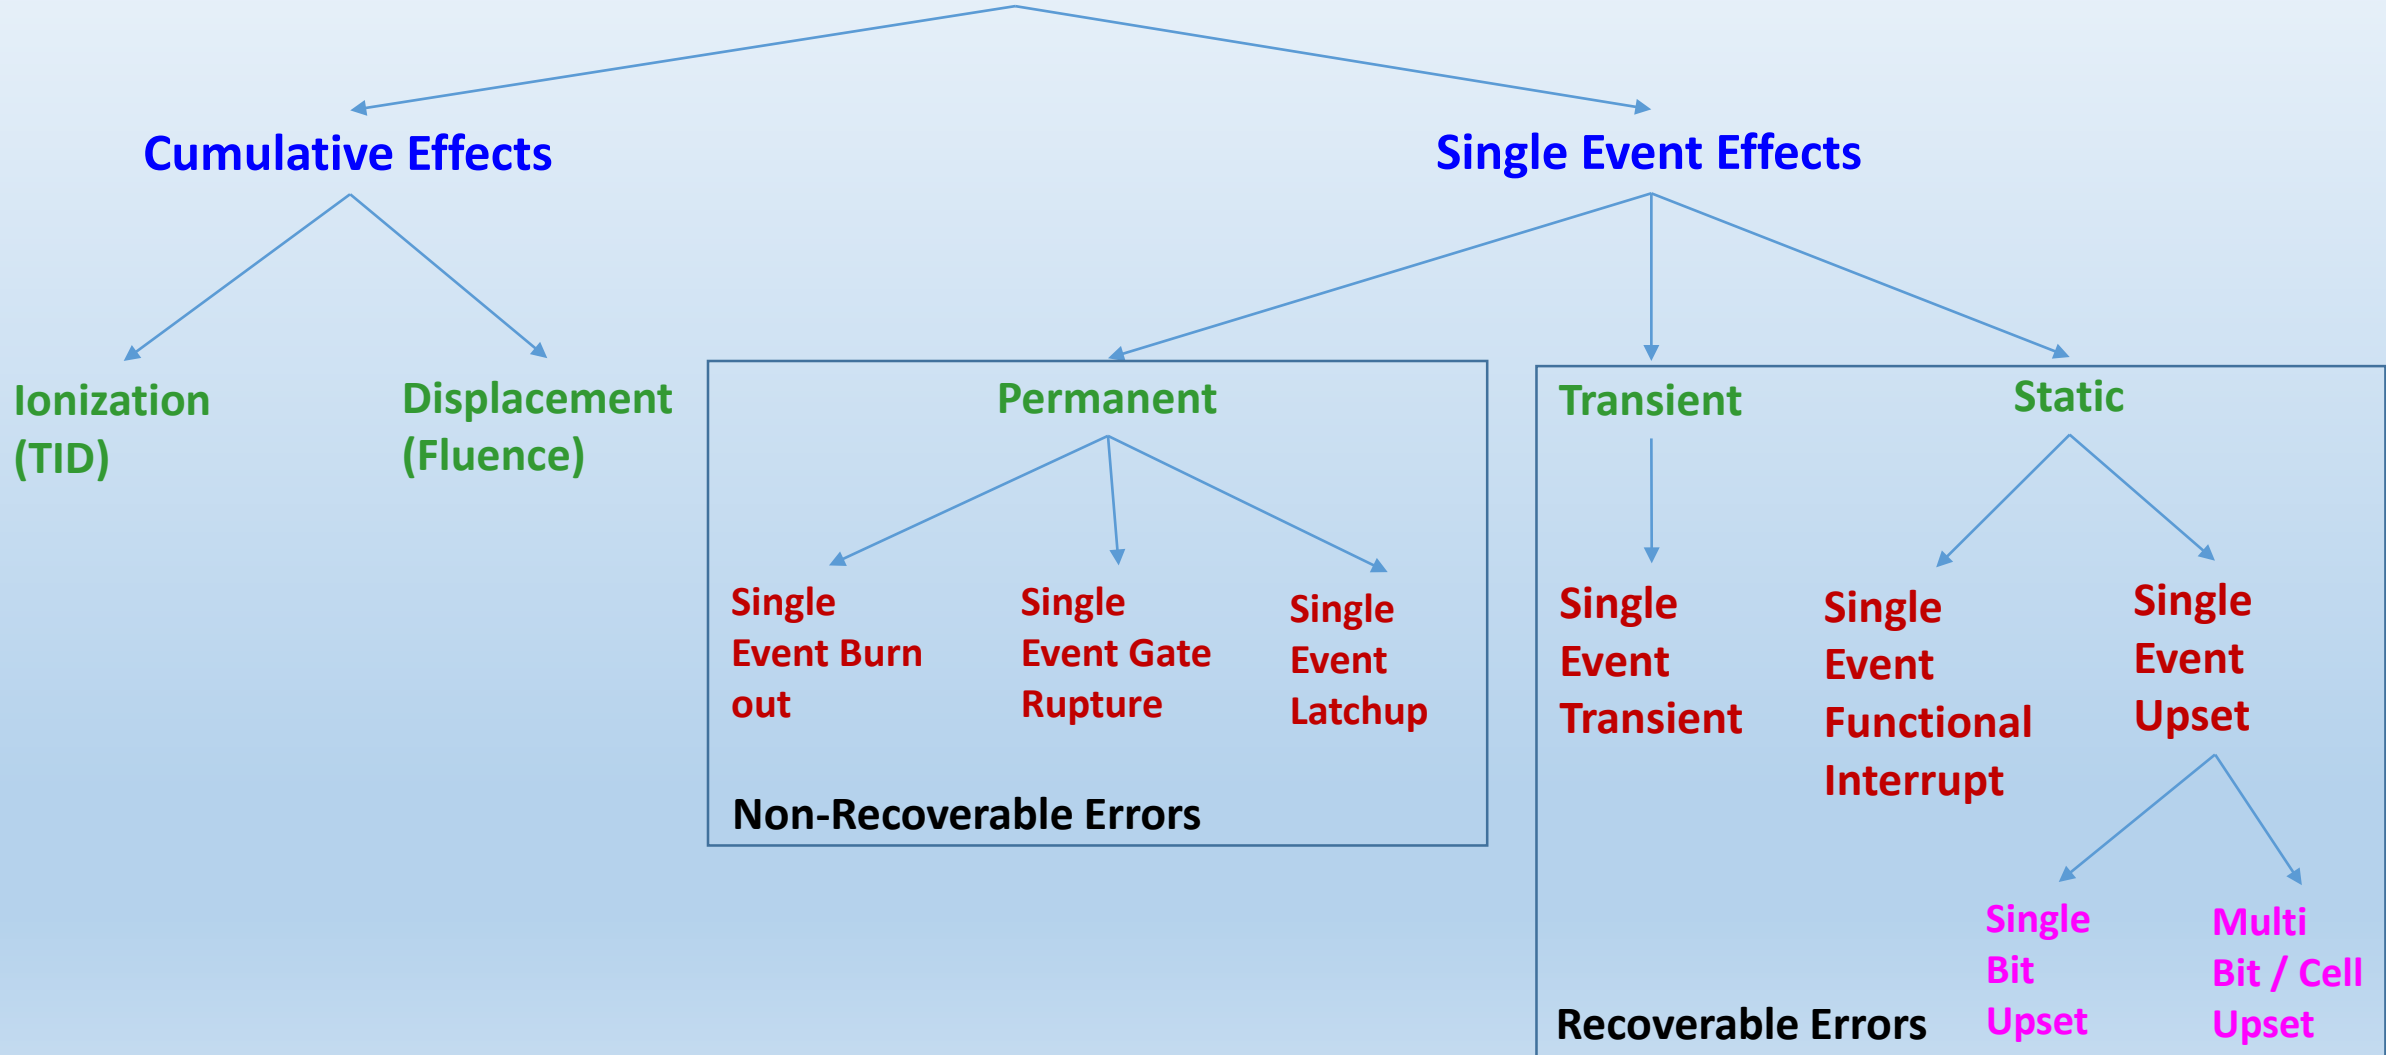 Cumulative Effects
Single Event Effects
Ionization
(TID)
Displacement
(Fluence)
Permanent
Single
Event Burn
out
Single
Event Gate
Rupture
Single
Event
Latchup
Non-Recoverable Errors
Transient
Static
Single
Event
Transient
Single
Event
Functional
Interrupt
Single
Event
Upset
Single
Bit
Upset
Multi
Bit / Cell
Upset
Recoverable Errors